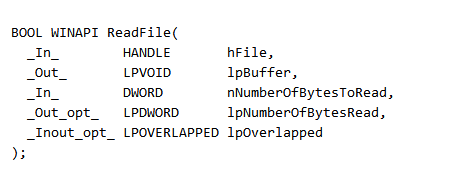 BOOL WINAPI ReadFile(
  _In_        HANDLE       hFile,
  _Out_       LPVOID       lpBuffer,
  _In_        DWORD        nNumberOfBytesToRead,
  _Out_opt_   LPDWORD      lpNumberOfBytesRead,
  _Inout_opt_ LPOVERLAPPED lpOverlapped
);